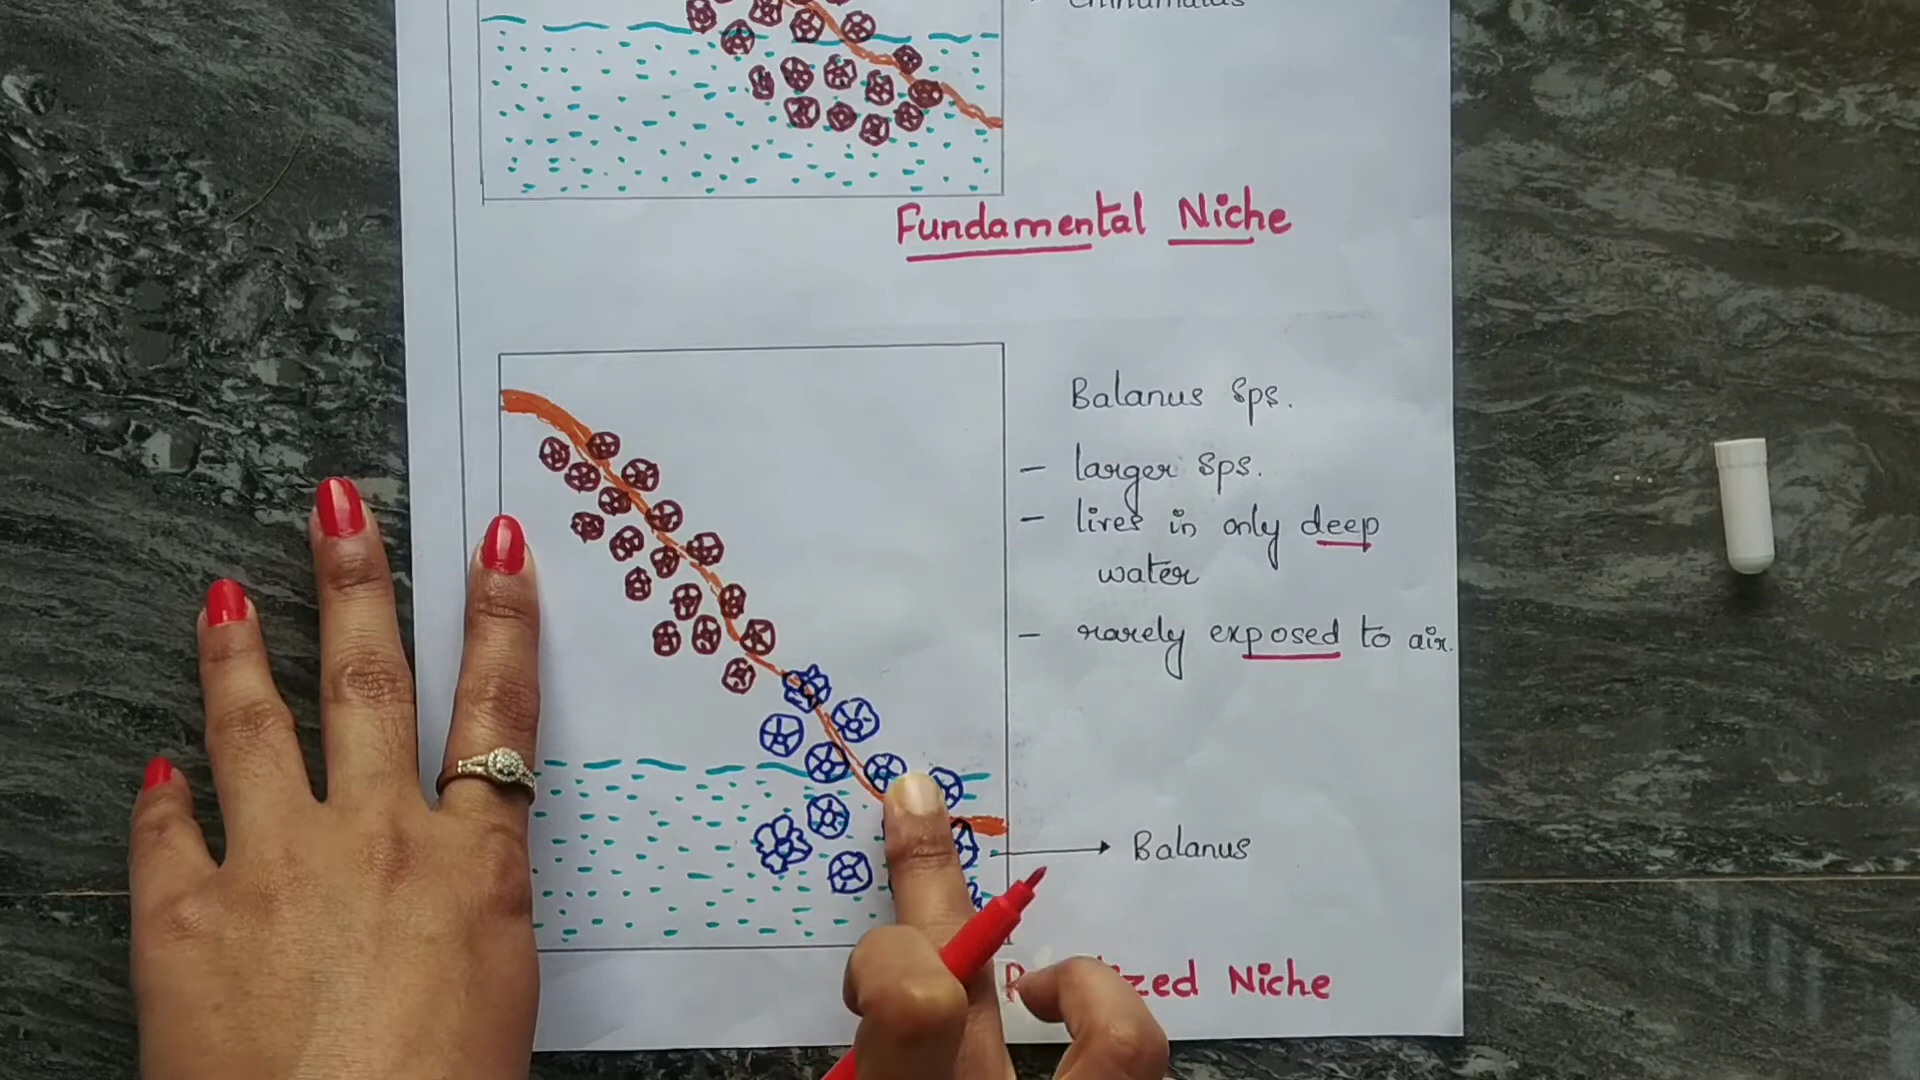 Fundamental Niche
Balanus Sps.
- larger sps.
- lives in only deep
water
- rarely exposed to air.
Balanus
Niche